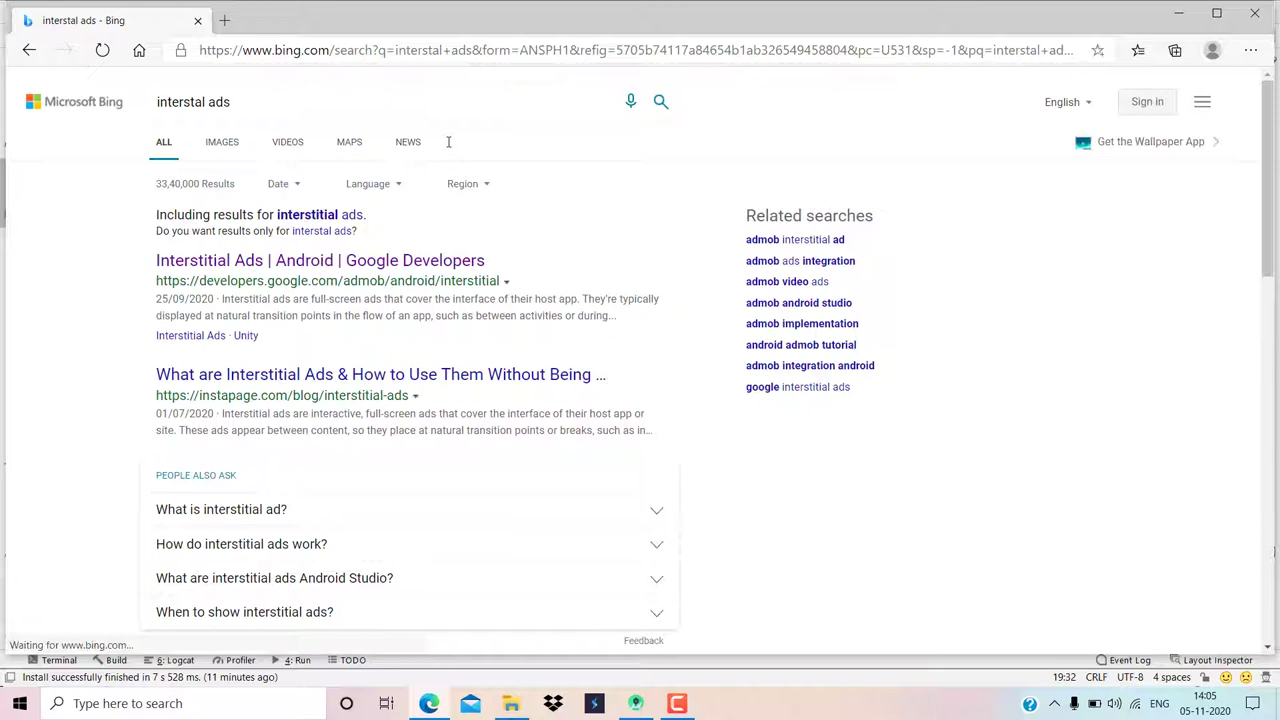 interstal ads - Bing
https://www.bing.com/search?q=interstal+ads&form=ANSPH1&refig=5705b74117a84654b1ab326549458804&pc=U531&sp=-1&pq=interstal+ad...
Microsoft Bing
interstal ads
English
Sign in
ALL IMAGES VIDEOS MAPS NEWS
Get the Wallpaper App
33,40,000 Results Date Language Region
Including results for interstitial ads.
Do you want results only for interstal ads?
Interstitial Ads | Android | Google Developers
https://developers.google.com/admob/android/interstitial
25/09/2020 · Interstitial ads are full-screen ads that cover the interface of their host app. They're typically
displayed at natural transition points in the flow of an app, such as between activities or during...
Interstitial Ads · Unity
What are Interstitial Ads & How to Use Them Without Being ...
https://instapage.com/blog/interstitial-ads
01/07/2020 · Interstitial ads are interactive, full-screen ads that cover the interface of their host app or
site. These ads appear between content, so they place at natural transition points or breaks, such as in...
PEOPLE ALSO ASK
What is interstitial ad?
How do interstitial ads work?
What are interstitial ads Android Studio?
When to show interstitial ads?
Feedback
Related searches
admob interstitial ad
admob ads integration
admob video ads
admob android studio
admob implementation
android admob tutorial
admob integration android
google interstitial ads
Waiting for www.bing.com...
Terminal Build 6: Logcat Profiler 4: Run TODO Event Log Layout Inspector
Install successfully finished in 7 s 528 ms. (11 minutes ago) 19:32 CRLF UTF-8 4 spaces
Type here to search
ENG
14:05
05-11-2020